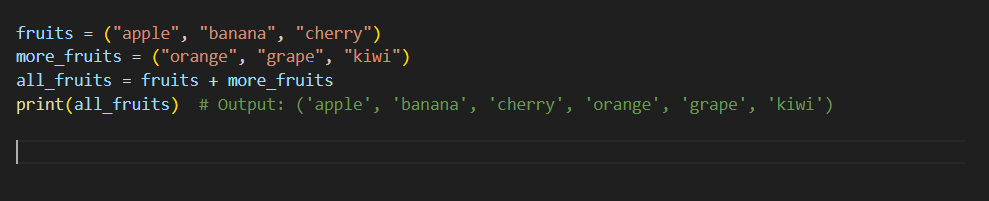 fruits = ("apple", "banana", "cherry")
more_fruits = ("orange", "grape", "kiwi")
all_fruits = fruits + more_fruits
print(all_fruits)  # Output: ('apple', 'banana', 'cherry', 'orange', 'grape', 'kiwi')